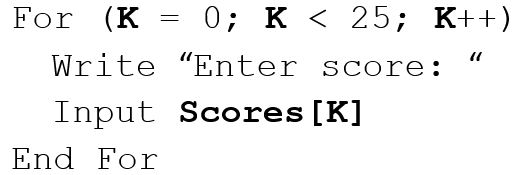 For (K = 0; K < 25; K++)
Write “Enter score: “
Input Scores[K]
End For